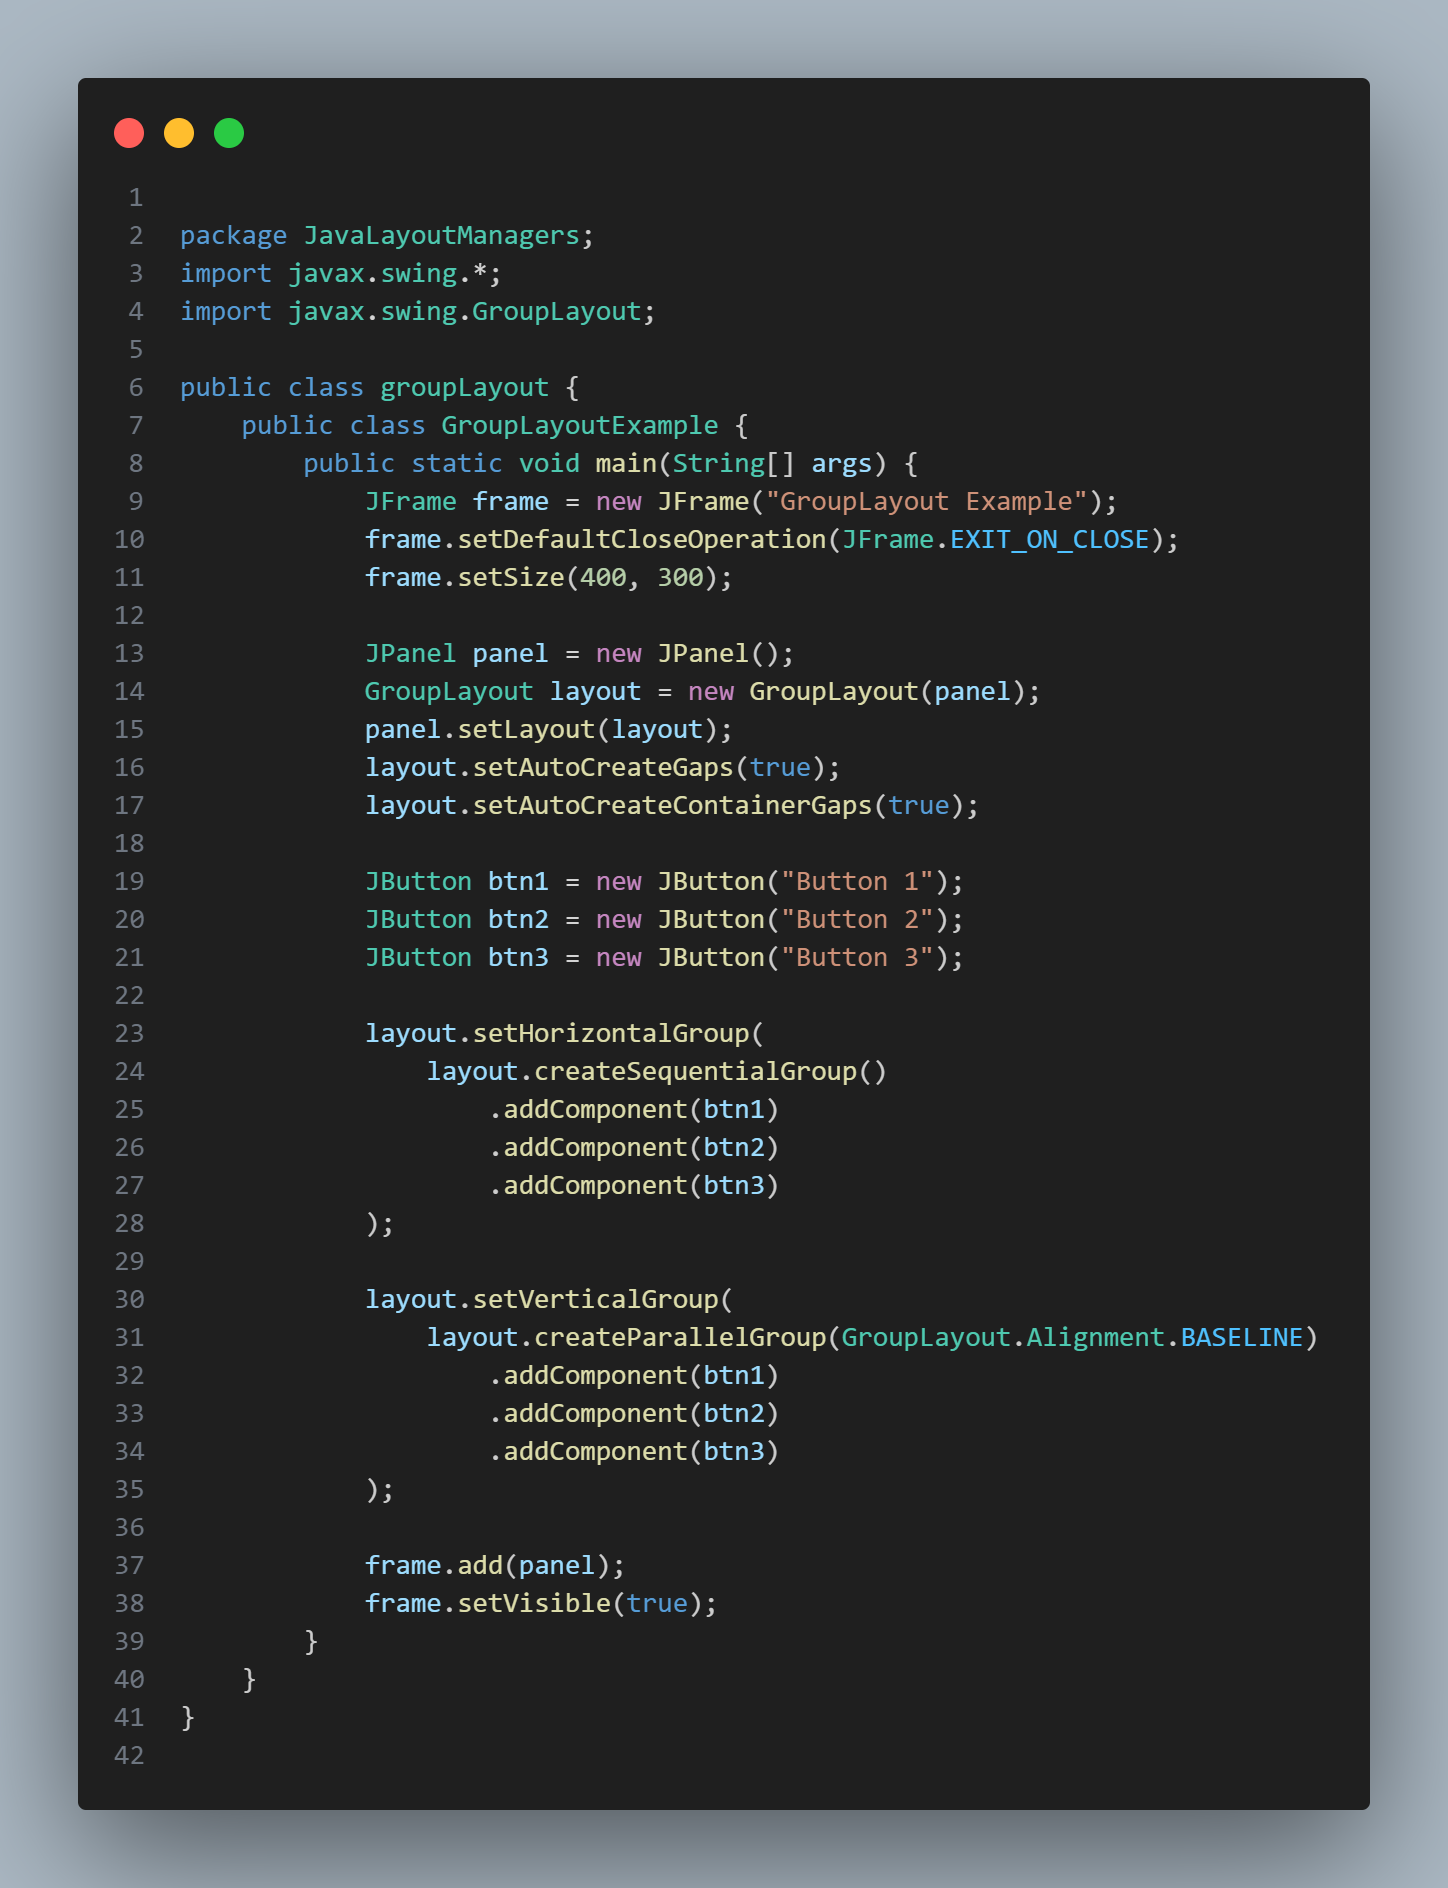 1
2 package JavaLayoutManagers;
3 import javax.swing.*;
4 import javax.swing.GroupLayout;
5
6 public class groupLayout {
7     public class GroupLayoutExample {
8         public static void main(String[] args) {
9             JFrame frame = new JFrame("GroupLayout Example");
10             frame.setDefaultCloseOperation(JFrame.EXIT_ON_CLOSE);
11             frame.setSize(400, 300);
12
13             JPanel panel = new JPanel();
14             GroupLayout layout = new GroupLayout(panel);
15             panel.setLayout(layout);
16             layout.setAutoCreateGaps(true);
17             layout.setAutoCreateContainerGaps(true);
18
19             JButton btn1 = new JButton("Button 1");
20             JButton btn2 = new JButton("Button 2");
21             JButton btn3 = new JButton("Button 3");
22
23             layout.setHorizontalGroup(
24                 layout.createSequentialGroup()
25                     .addComponent(btn1)
26                     .addComponent(btn2)
27                     .addComponent(btn3)
28             );
29
30             layout.setVerticalGroup(
31                 layout.createParallelGroup(GroupLayout.Alignment.BASELINE)
32                     .addComponent(btn1)
33                     .addComponent(btn2)
34                     .addComponent(btn3)
35             );
36
37             frame.add(panel);
38             frame.setVisible(true);
39         }
40     }
41 }
42